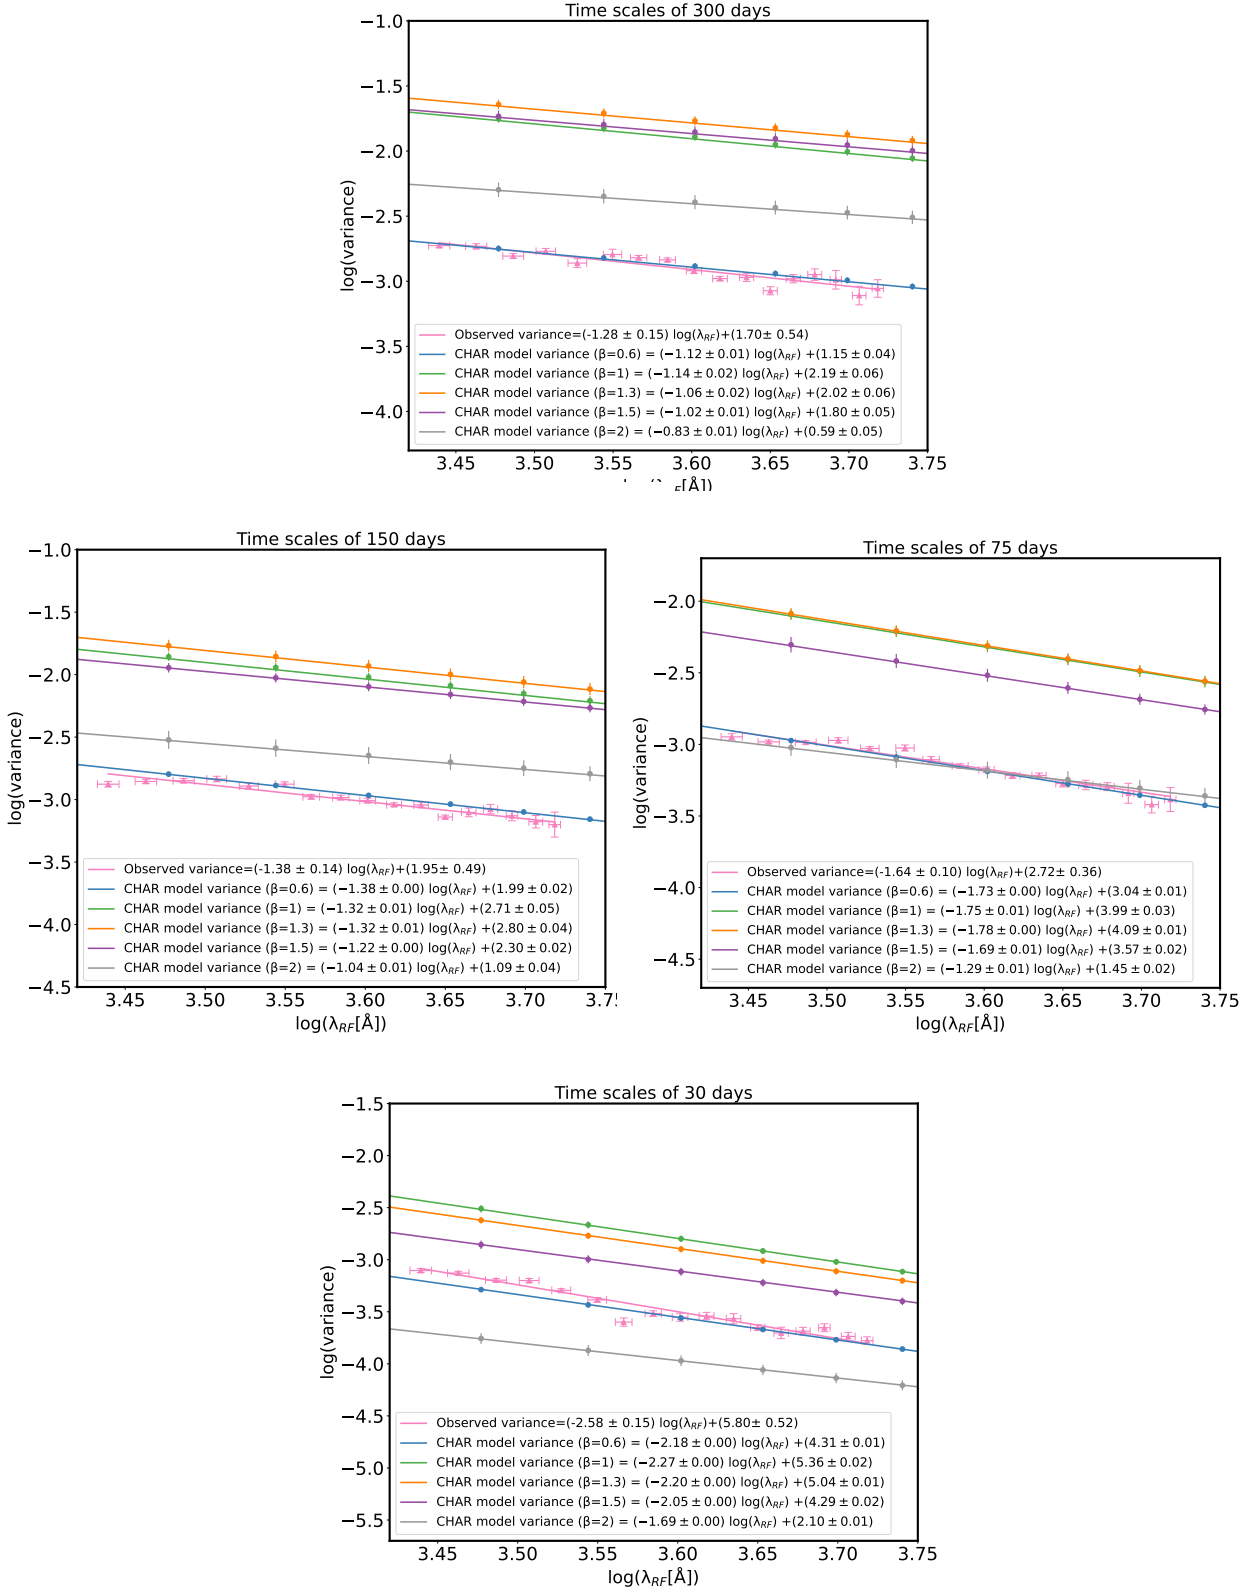 Time scales of 300 days
−1.0
−1.5
−2.0
−2.5
−3.0
−3.5
−4.0
log(variance)
Observed variance=(-1.28 ± 0.15) log(λRF)+(1.70± 0.54)
CHAR model variance (β=0.6) = (−1.12 ± 0.01) log(λRF) +(1.15 ± 0.04)
CHAR model variance (β=1) = (−1.14 ± 0.02) log(λRF) +(2.19 ± 0.06)
CHAR model variance (β=1.3) = (−1.06 ± 0.02) log(λRF) +(2.02 ± 0.06)
CHAR model variance (β=1.5) = (−1.02 ± 0.01) log(λRF) +(1.80 ± 0.05)
CHAR model variance (β=2) = (−0.83 ± 0.01) log(λRF) +(0.59 ± 0.05)
3.45 3.50 3.55 3.60 3.65 3.70 3.75
Time scales of 150 days
−1.0
−1.5
−2.0
−2.5
−3.0
−3.5
−4.0
−4.5
log(variance)
Observed variance=(-1.38 ± 0.14) log(λRF)+(1.95± 0.49)
CHAR model variance (β=0.6) = (−1.38 ± 0.00) log(λRF) +(1.99 ± 0.02)
CHAR model variance (β=1) = (−1.32 ± 0.01) log(λRF) +(2.71 ± 0.05)
CHAR model variance (β=1.3) = (−1.32 ± 0.01) log(λRF) +(2.80 ± 0.04)
CHAR model variance (β=1.5) = (−1.22 ± 0.00) log(λRF) +(2.30 ± 0.02)
CHAR model variance (β=2) = (−1.04 ± 0.01) log(λRF) +(1.09 ± 0.04)
3.45 3.50 3.55 3.60 3.65 3.70
log(λRF[Å])
Time scales of 75 days
−2.0
−2.5
−3.0
−3.5
−4.0
−4.5
log(variance)
Observed variance=(-1.64 ± 0.10) log(λRF)+(2.72± 0.36)
CHAR model variance (β=0.6) = (−1.73 ± 0.00) log(λRF) +(3.04 ± 0.01)
CHAR model variance (β=1) = (−1.75 ± 0.01) log(λRF) +(3.99 ± 0.03)
CHAR model variance (β=1.3) = (−1.78 ± 0.00) log(λRF) +(4.09 ± 0.01)
CHAR model variance (β=1.5) = (−1.69 ± 0.01) log(λRF) +(3.57 ± 0.02)
CHAR model variance (β=2) = (−1.29 ± 0.01) log(λRF) +(1.45 ± 0.02)
3.45 3.50 3.55 3.60 3.65 3.70 3.75
log(λRF[Å])
Time scales of 30 days
−1.5
−2.0
−2.5
−3.0
−3.5
−4.0
−4.5
−5.0
−5.5
log(variance)
Observed variance=(-2.58 ± 0.15) log(λRF)+(5.80± 0.52)
CHAR model variance (β=0.6) = (−2.18 ± 0.00) log(λRF) +(4.31 ± 0.01)
CHAR model variance (β=1) = (−2.27 ± 0.00) log(λRF) +(5.36 ± 0.02)
CHAR model variance (β=1.3) = (−2.20 ± 0.00) log(λRF) +(5.04 ± 0.01)
CHAR model variance (β=1.5) = (−2.05 ± 0.00) log(λRF) +(4.29 ± 0.02)
CHAR model variance (β=2) = (−1.69 ± 0.00) log(λRF) +(2.10 ± 0.01)
3.45 3.50 3.55 3.60 3.65 3.70 3.75
log(λRF[Å])